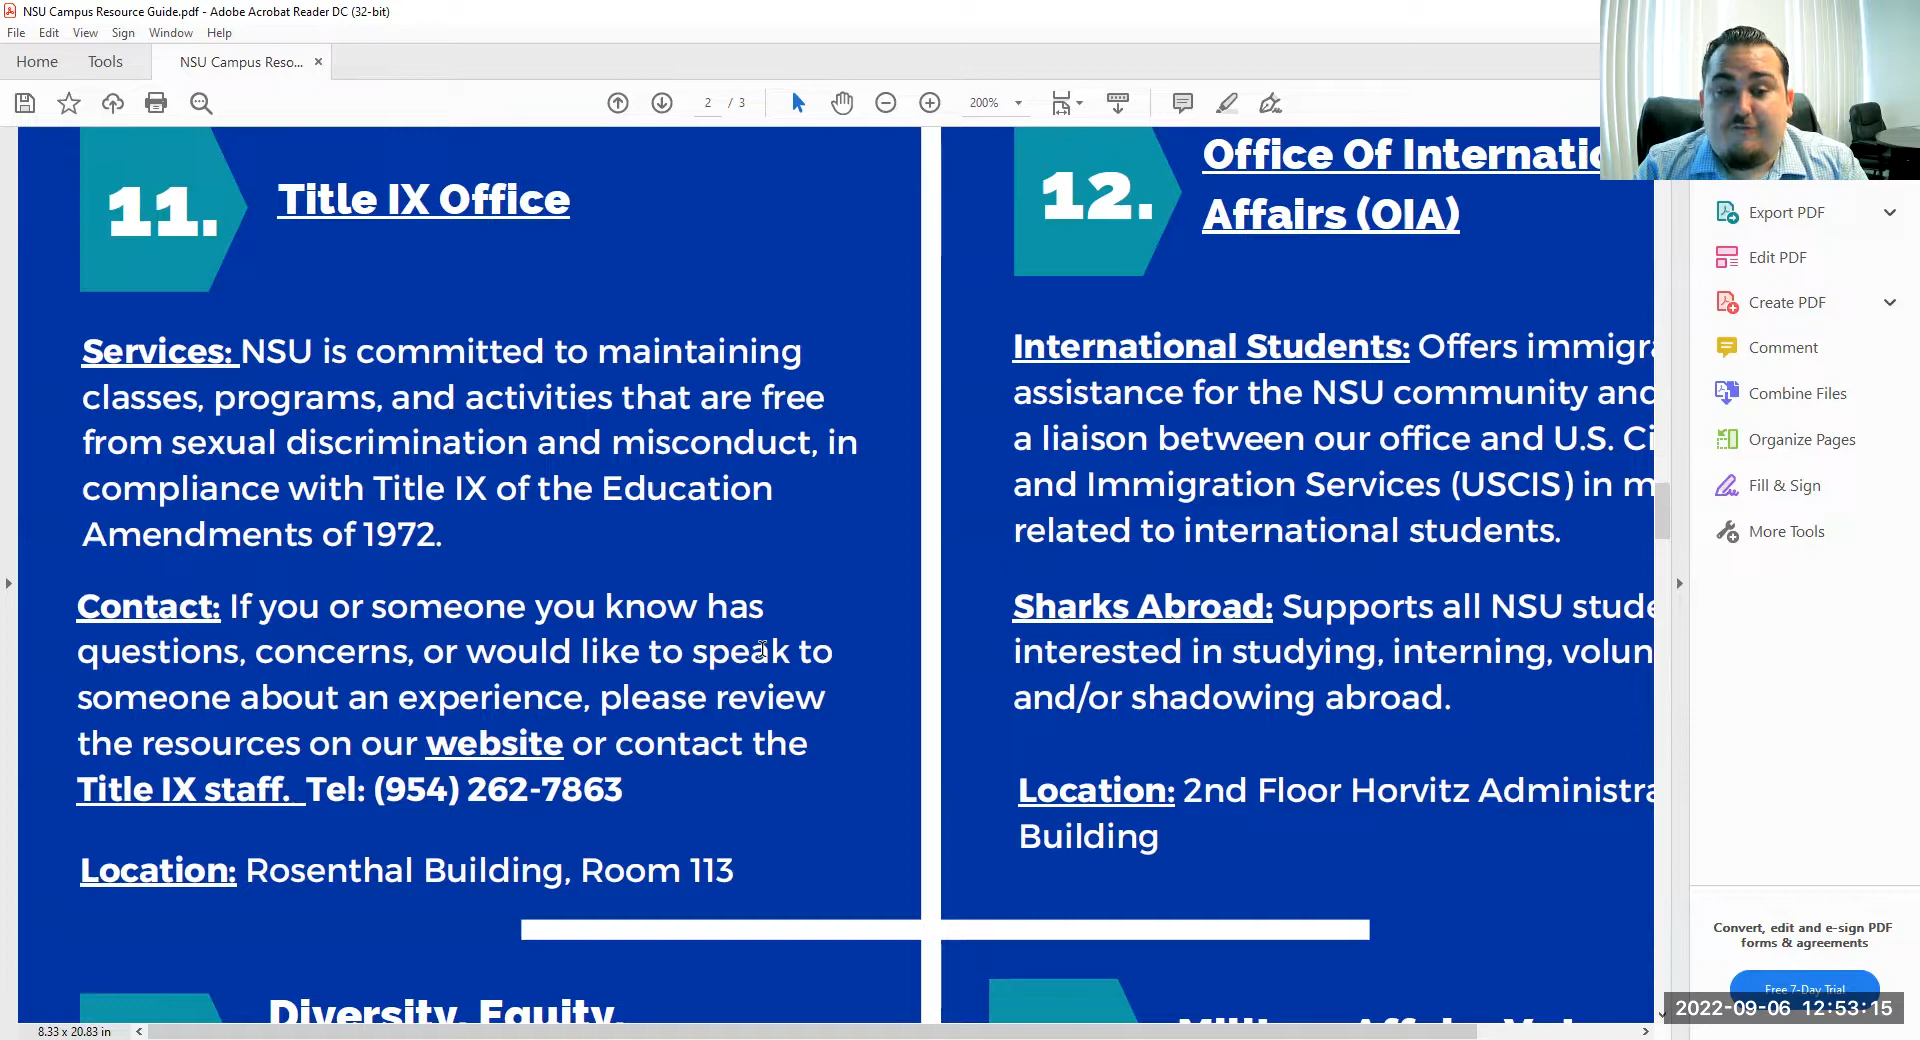 NSU Campus Resource Guide.pdf - Adobe Acrobat Reader DC (32-bit)
File Edit View Sign Window Help
Home Tools NSU Campus Reso... ×
2 / 3 200%
11. Title IX Office
Services: NSU is committed to maintaining
classes, programs, and activities that are free
from sexual discrimination and misconduct, in
compliance with Title IX of the Education
Amendments of 1972.
Contact: If you or someone you know has
questions, concerns, or would like to speak to
someone about an experience, please review
the resources on our website or contact the
Title IX staff. Tel: (954) 262-7863
Location: Rosenthal Building, Room 113
12. Office Of Internatio
Affairs (OIA)
International Students: Offers immigra
assistance for the NSU community and
a liaison between our office and U.S. Ci
and Immigration Services (USCIS) in m
related to international students.
Sharks Abroad: Supports all NSU stude
interested in studying, interning, volun
and/or shadowing abroad.
Location: 2nd Floor Horvitz Administra
Building
Diversity, Equity,
Export PDF
Edit PDF
Create PDF
Comment
Combine Files
Organize Pages
Fill & Sign
More Tools
Convert, edit and e-sign PDF
forms & agreements
Free 7-Day Trial
8.33 x 20.83 in
2022-09-06 12:53:15